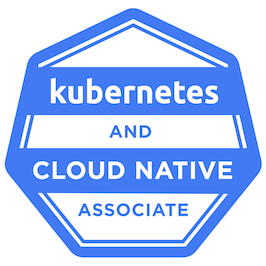 kubernetes
AND
CLOUD NATIVE
ASSOCIATE